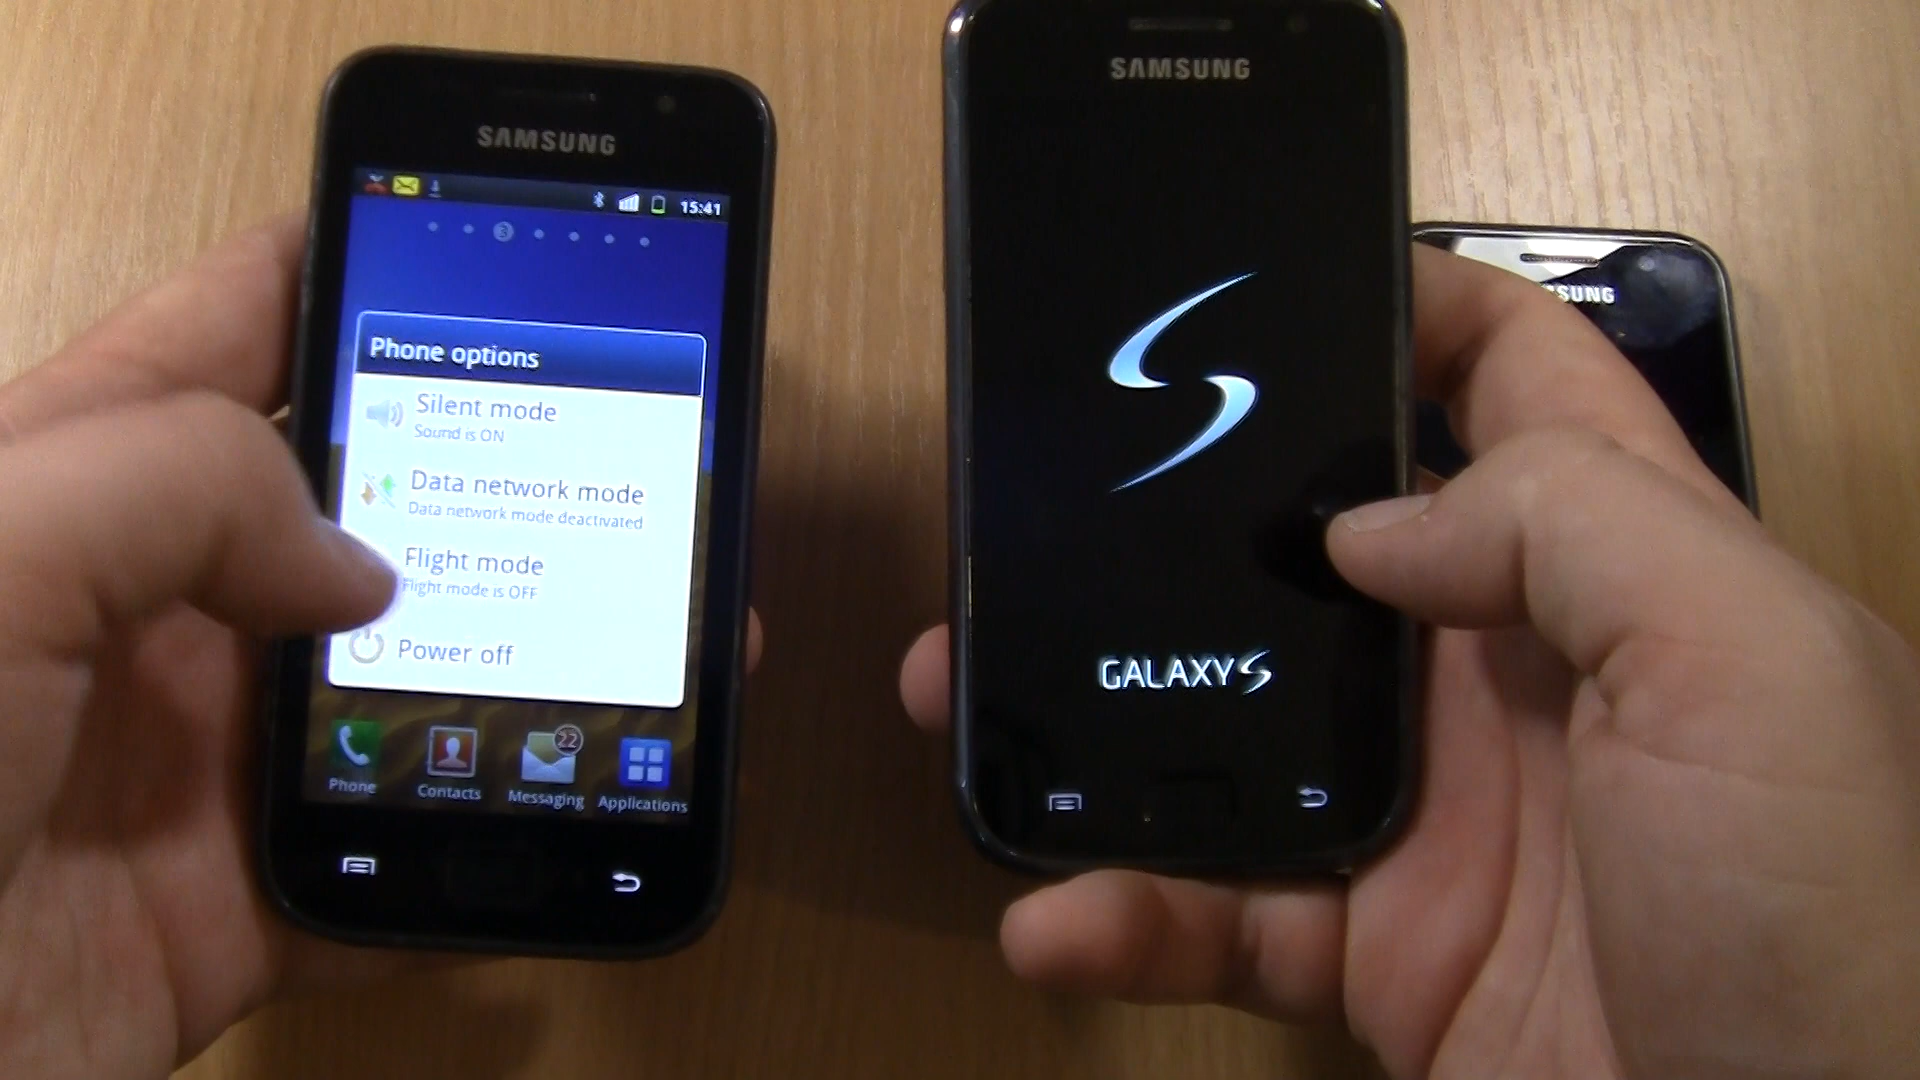 SAMSUNG
15:41
3
Phone options
Silent mode
Sound is ON
Data network mode
Data network mode deactivated
Flight mode
Flight mode is OFF
Power off
22
Phone
Contacts
Messaging
Applications
SAMSUNG
GALAXY S
SUNG